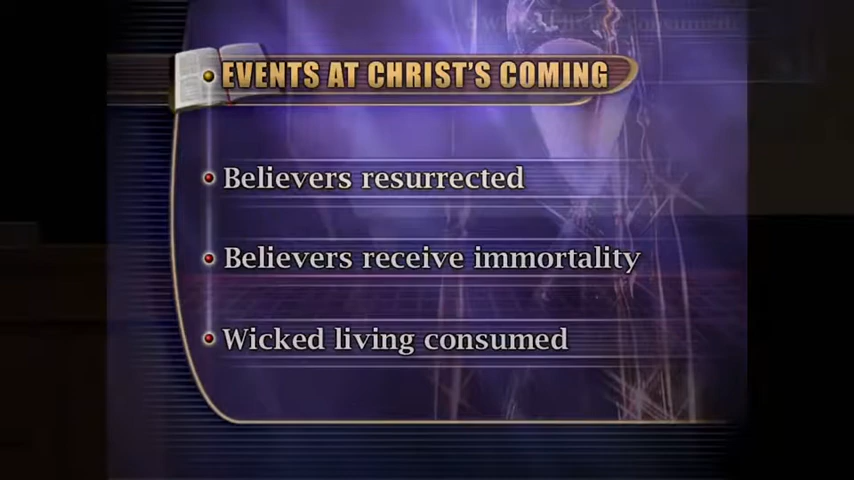 EVENTS AT CHRIST'S COMING
Believers resurrected
Believers receive immortality
Wicked living consumed